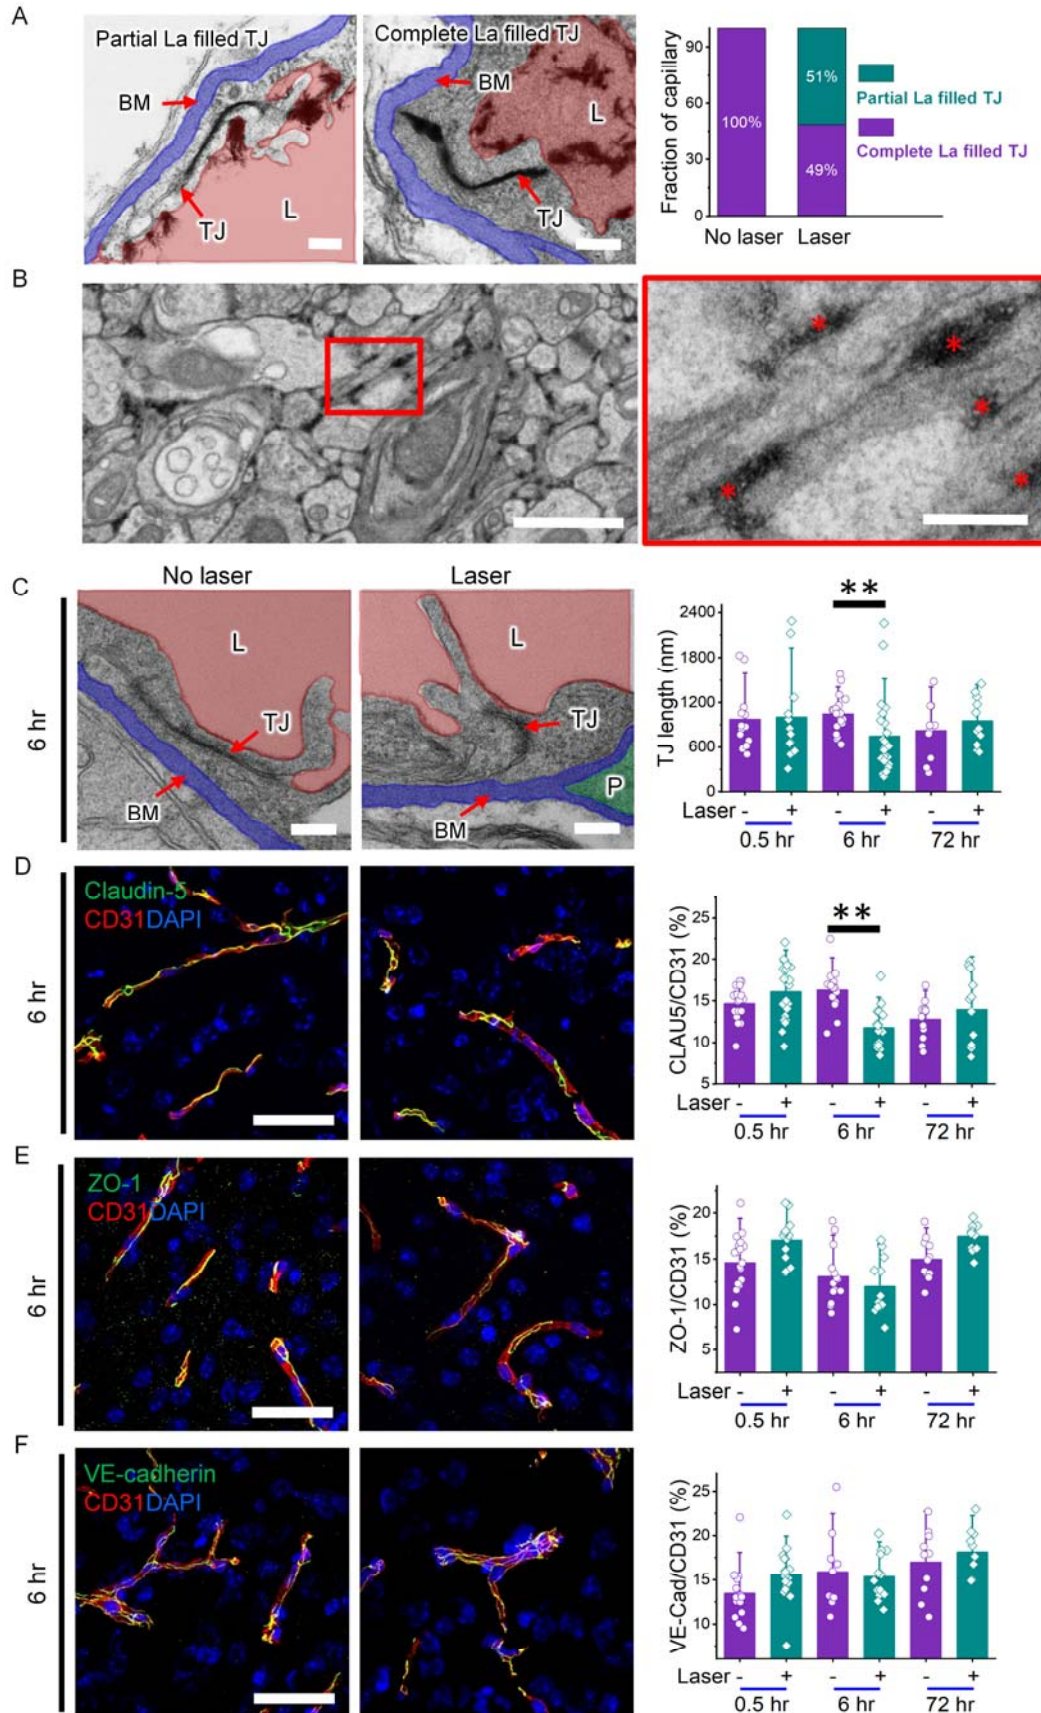 A
Partial La filled TJ
BM
TJ
L
Complete La filled TJ
BM
L
TJ
Fraction of capillary
90
60
30
0
100%
51%
49%
No laser
Laser
Partial La filled TJ
Complete La filled TJ
B
*
*
*
*
*
C
6 hr
No laser
L
TJ
BM
Laser
L
TJ
P
BM
TJ length (nm)
2400
1800
1200
600
0
**
Laser - + - + - +
0.5 hr 6 hr 72 hr
D
6 hr
Claudin-5
CD31DAPI
CLAU5/CD31 (%)
25
20
15
10
5
**
Laser - + - + - +
0.5 hr 6 hr 72 hr
E
6 hr
ZO-1
CD31DAPI
ZO-1/CD31 (%)
20
15
10
5
Laser - + - + - +
0.5 hr 6 hr 72 hr
F
6 hr
VE-cadherin
CD31DAPI
VE-Cad/CD31 (%)
25
20
15
10
Laser - + - + - +
0.5 hr 6 hr 72 hr